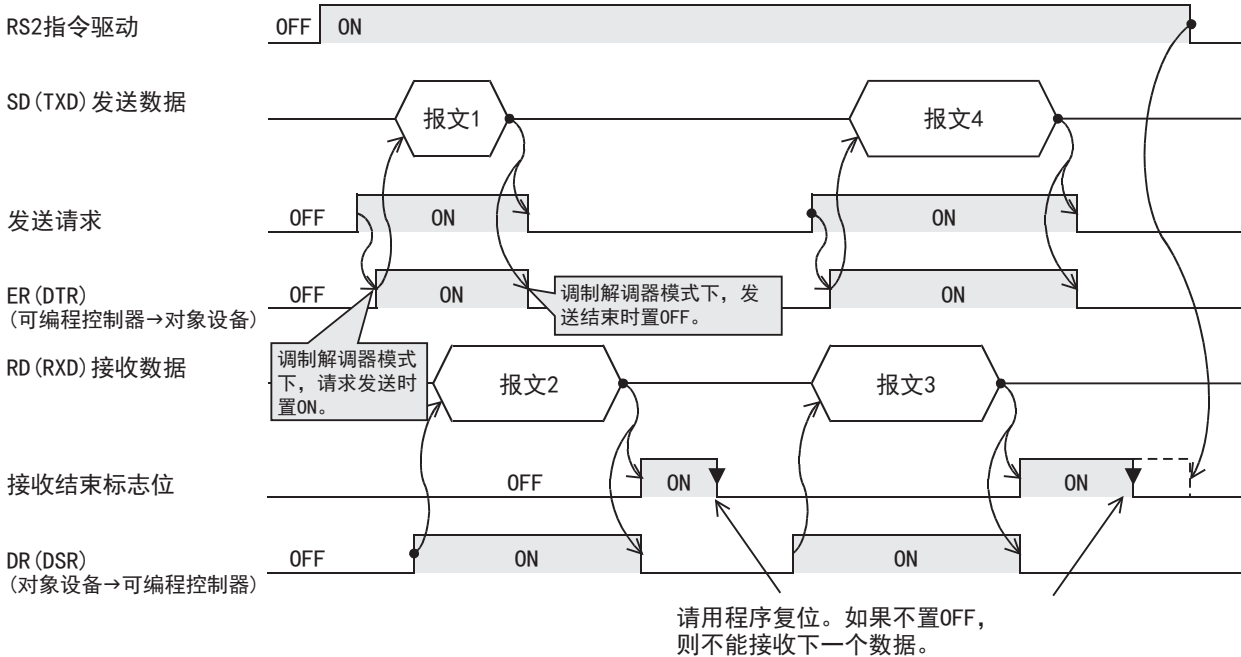 RS2指令驱动 OFF ON
SD(TXD)发送数据 报文1 报文4
发送请求 OFF ON ON
ER(DTR) OFF ON ON
(可编程控制器→对象设备)
调制解调器模式下，发
送结束时置OFF。
调制解调器模式
下，请求发送时
置ON。
RD(RXD)接收数据 报文2 报文3
接收结束标志位 OFF ON ON
DR(DSR) OFF ON ON
(对象设备→可编程控制器)
请用程序复位。如果不置OFF，
则不能接收下一个数据。